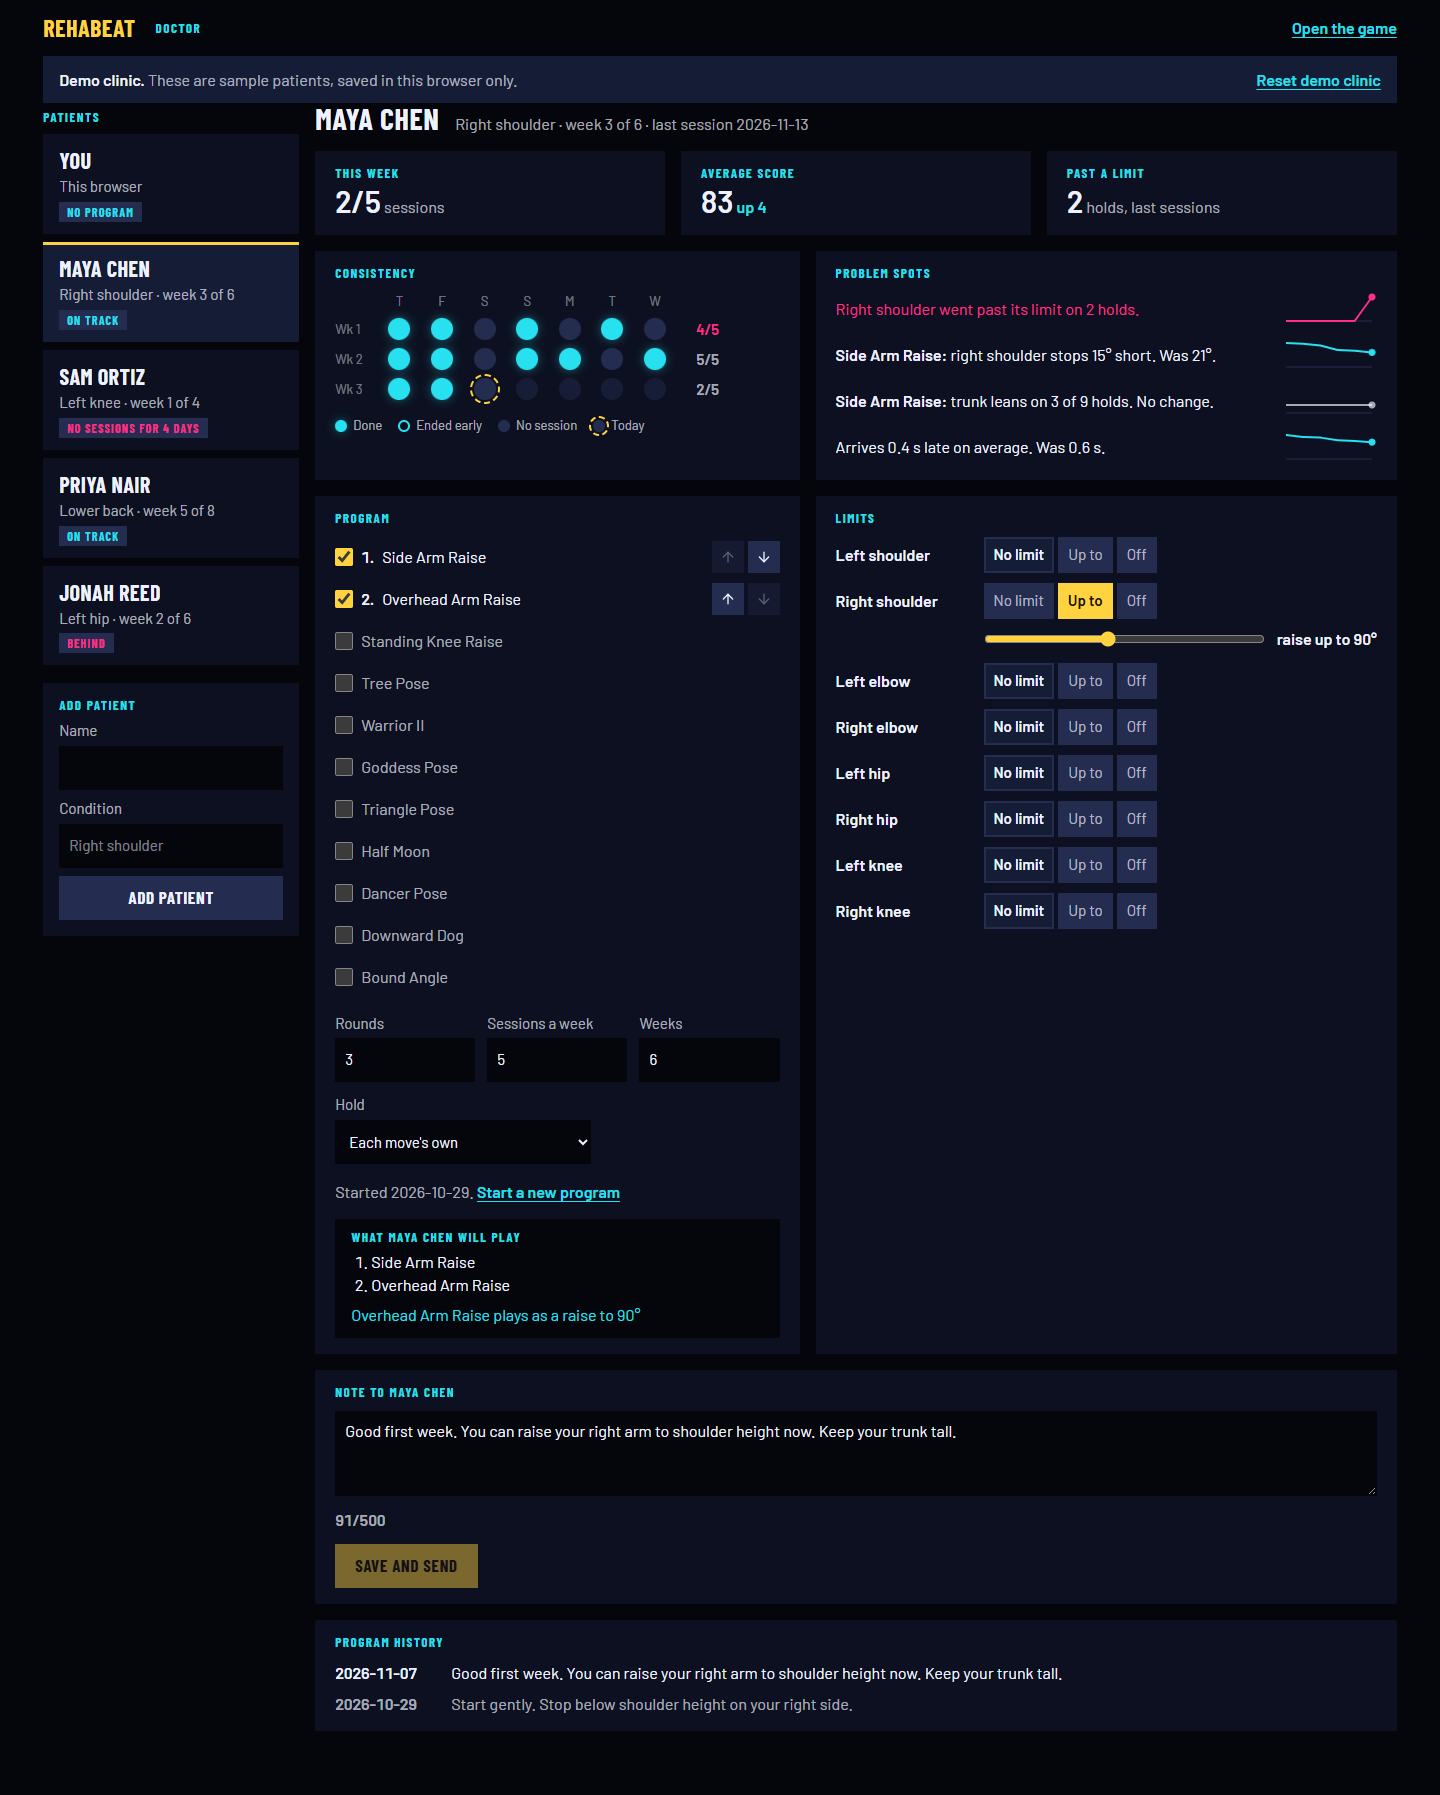 REHABEAT DOCTOR Open the game
Demo clinic. These are sample patients, saved in this browser only. Reset demo clinic
PATIENTS
YOU
This browser
NO PROGRAM
MAYA CHEN
Right shoulder · week 3 of 6
ON TRACK
SAM ORTIZ
Left knee · week 1 of 4
NO SESSIONS FOR 4 DAYS
PRIYA NAIR
Lower back · week 5 of 8
ON TRACK
JONAH REED
Left hip · week 2 of 6
BEHIND
ADD PATIENT
Name
Condition
Right shoulder
ADD PATIENT
MAYA CHEN Right shoulder · week 3 of 6 · last session 2026-11-13
THIS WEEK
2/5 sessions
AVERAGE SCORE
83 up 4
PAST A LIMIT
2 holds, last sessions
CONSISTENCY
T F S S M T W
Wk 1 4/5
Wk 2 5/5
Wk 3 2/5
Done Ended early No session Today
PROBLEM SPOTS
Right shoulder went past its limit on 2 holds.
Side Arm Raise: right shoulder stops 15° short. Was 21°.
Side Arm Raise: trunk leans on 3 of 9 holds. No change.
Arrives 0.4 s late on average. Was 0.6 s.
PROGRAM
1. Side Arm Raise ↑ ↓
2. Overhead Arm Raise ↑ ↓
Standing Knee Raise
Tree Pose
Warrior II
Goddess Pose
Triangle Pose
Half Moon
Dancer Pose
Downward Dog
Bound Angle
Rounds Sessions a week Weeks
3 5 6
Hold
Each move's own
Started 2026-10-29. Start a new program
WHAT MAYA CHEN WILL PLAY
1. Side Arm Raise
2. Overhead Arm Raise
Overhead Arm Raise plays as a raise to 90°
LIMITS
Left shoulder No limit Up to Off
Right shoulder No limit Up to Off
raise up to 90°
Left elbow No limit Up to Off
Right elbow No limit Up to Off
Left hip No limit Up to Off
Right hip No limit Up to Off
Left knee No limit Up to Off
Right knee No limit Up to Off
NOTE TO MAYA CHEN
Good first week. You can raise your right arm to shoulder height now. Keep your trunk tall.
91/500
SAVE AND SEND
PROGRAM HISTORY
2026-11-07 Good first week. You can raise your right arm to shoulder height now. Keep your trunk tall.
2026-10-29 Start gently. Stop below shoulder height on your right side.